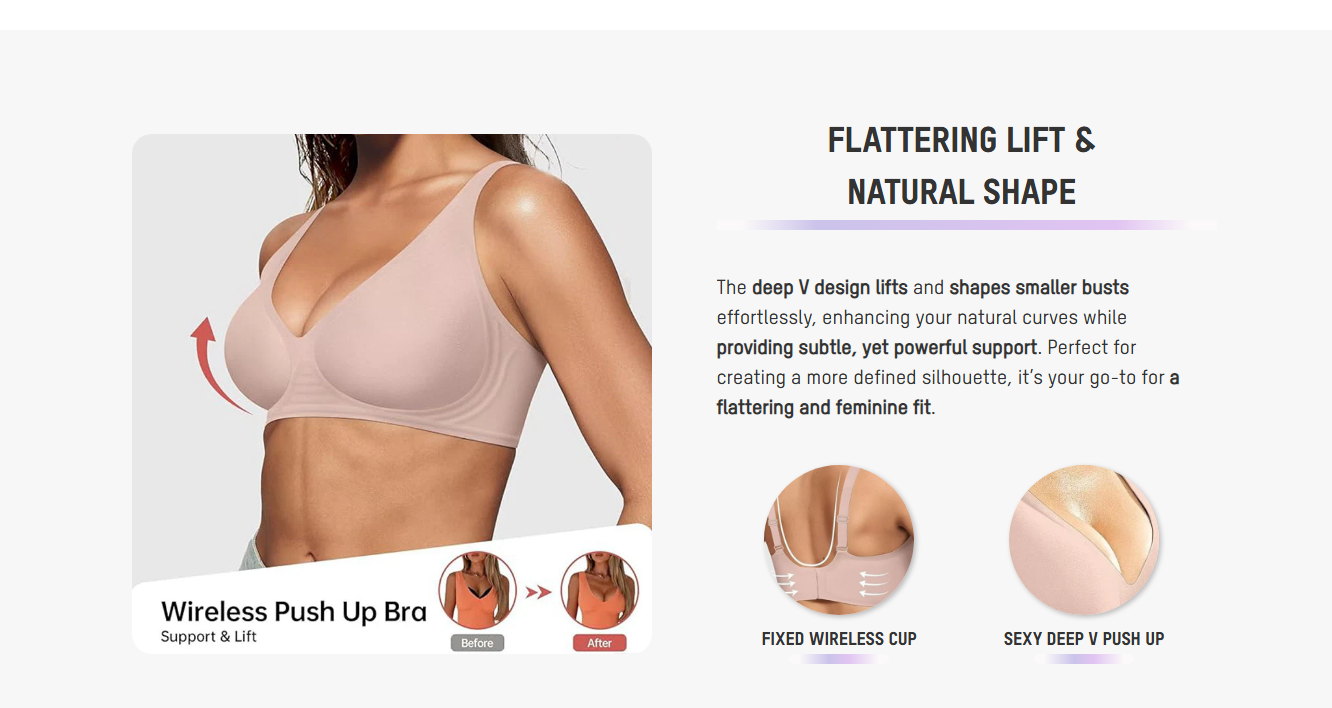 FLATTERING LIFT &
NATURAL SHAPE
The deep V design lifts and shapes smaller busts
effortlessly, enhancing your natural curves while
providing subtle, yet powerful support. Perfect for
creating a more defined silhouette, it's your go-to for a
flattering and feminine fit.
Wireless Push Up Bra
Support & Lift
Before
After
FIXED WIRELESS CUP
SEXY DEEP V PUSH UP